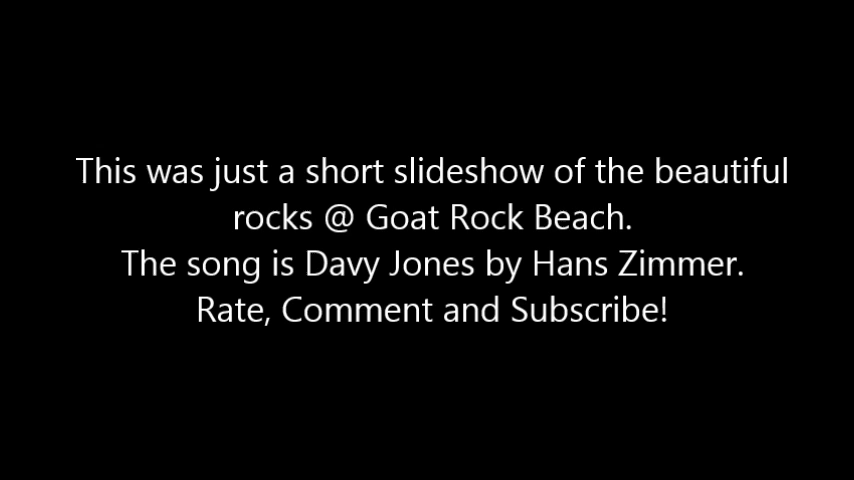 This was just a short slideshow of the beautiful
rocks @ Goat Rock Beach.
The song is Davy Jones by Hans Zimmer.
Rate, Comment and Subscribe!